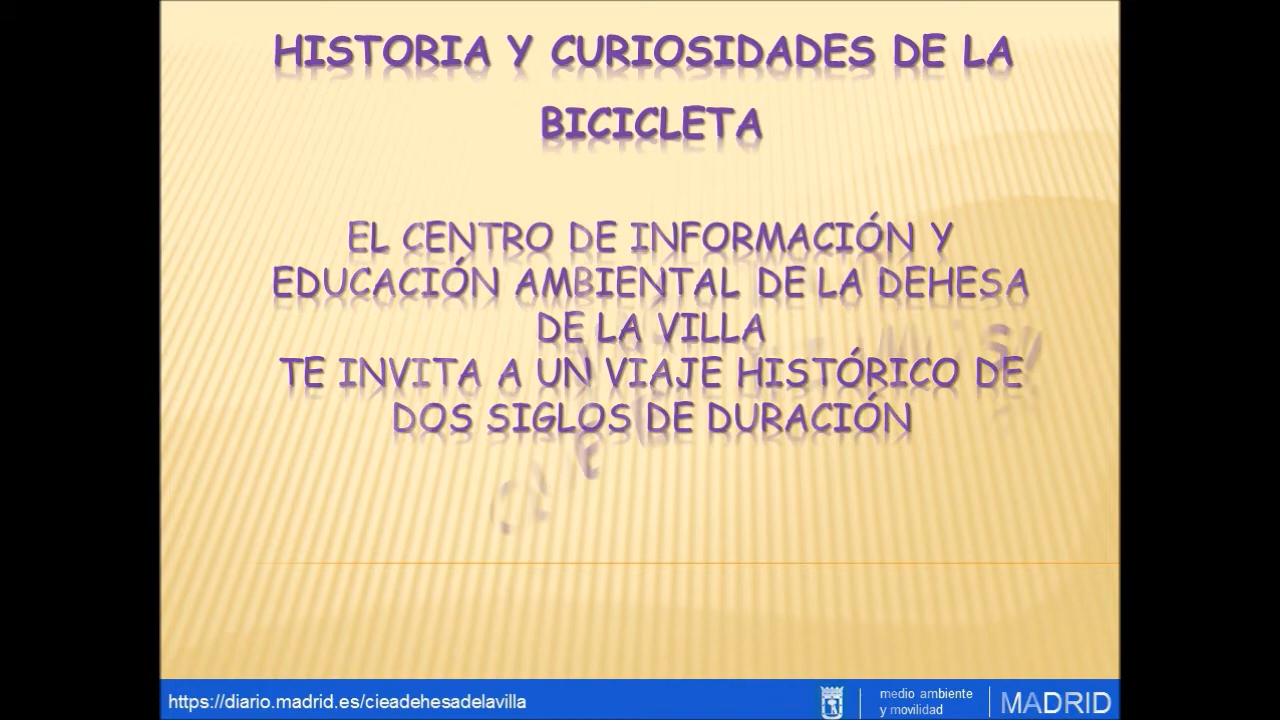 HISTORIA Y CURIOSIDADES DE LA
BICICLETA
EL CENTRO DE INFORMACIÓN Y
EDUCACIÓN AMBIENTAL DE LA DEHESA
DE LA VILLA
TE INVITA A UN VIAJE HISTÓRICO DE
DOS SIGLOS DE DURACIÓN
https://diario.madrid.es/cieadehesadelavilla
medio ambiente
y movilidad
MADRID